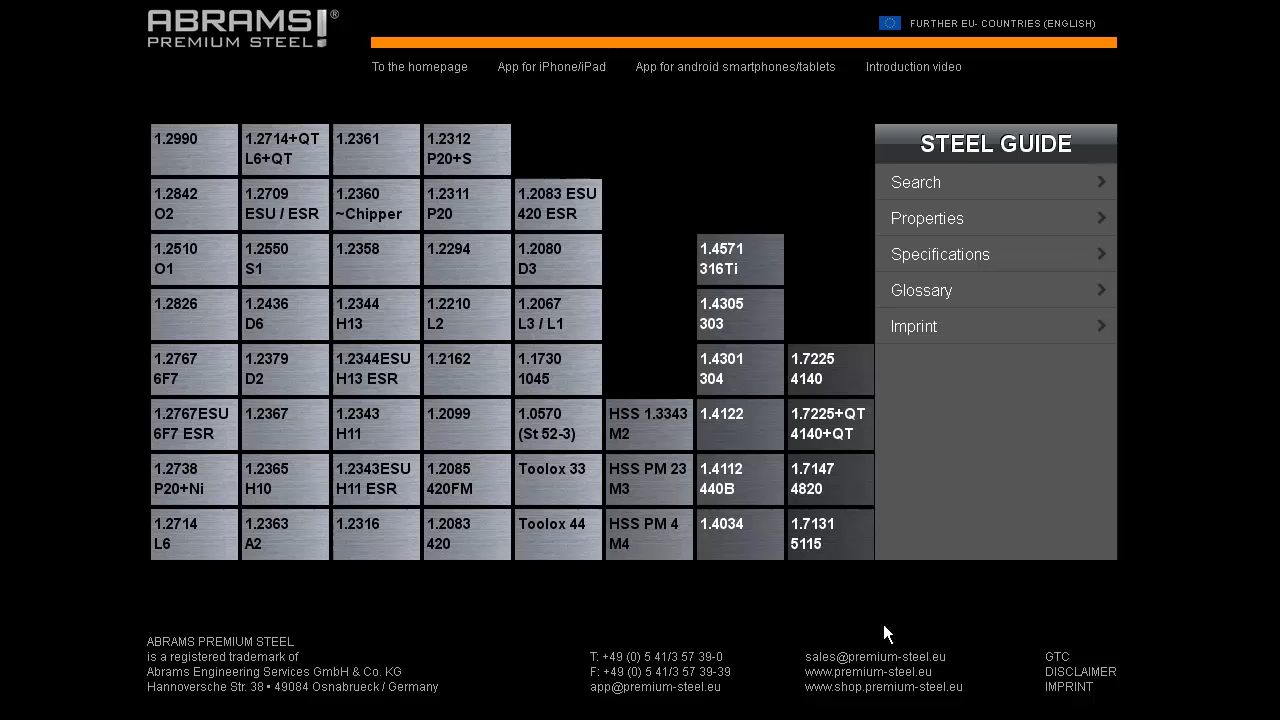 ABRAMS!®
PREMIUM STEEL
FURTHER EU- COUNTRIES (ENGLISH)
To the homepage
App for iPhone/iPad
App for android smartphones/tablets
Introduction video
1.2990
1.2714+QT
L6+QT
1.2361
1.2312
P20+S
1.2842
O2
1.2709
ESU / ESR
1.2360
~Chipper
1.2311
P20
1.2083 ESU
420 ESR
1.2510
O1
1.2550
S1
1.2358
1.2294
1.2080
D3
1.4571
316Ti
1.2826
1.2436
D6
1.2344
H13
1.2210
L2
1.2067
L3 / L1
1.4305
303
1.2767
6F7
1.2379
D2
1.2344ESU
H13 ESR
1.2162
1.1730
1045
1.4301
304
1.7225
4140
1.2767ESU
6F7 ESR
1.2367
1.2343
H11
1.2099
1.0570
(St 52-3)
HSS 1.3343
M2
1.4122
1.7225+QT
4140+QT
1.2738
P20+Ni
1.2365
H10
1.2343ESU
H11 ESR
1.2085
420FM
Toolox 33
HSS PM 23
M3
1.4112
440B
1.7147
4820
1.2714
L6
1.2363
A2
1.2316
1.2083
420
Toolox 44
HSS PM 4
M4
1.4034
1.7131
5115
STEEL GUIDE
Search
Properties
Specifications
Glossary
Imprint
ABRAMS PREMIUM STEEL
is a registered trademark of
Abrams Engineering Services GmbH & Co. KG
Hannoversche Str. 38 ▪ 49084 Osnabrueck / Germany
T: +49 (0) 5 41/3 57 39-0
F: +49 (0) 5 41/3 57 39-39
app@premium-steel.eu
sales@premium-steel.eu
www.premium-steel.eu
www.shop.premium-steel.eu
GTC
DISCLAIMER
IMPRINT